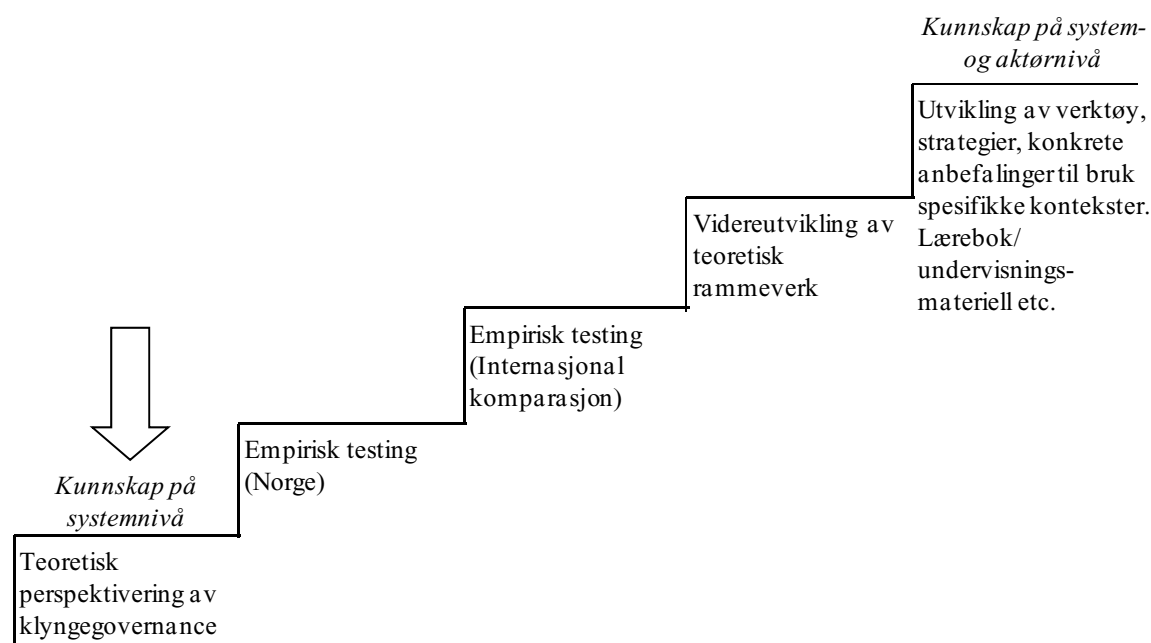 Kunnskap på system-
og aktørnivå
Utvikling av verktøy,
strategier, konkrete
anbefalinger til bruk
spesifikke kontekster.
Lærebok/
undervisnings-
materiell etc.
Videreutvikling av
teoretisk
rammeverk
Empirisk testing
(Internasjonal
komparasjon)
Empirisk testing
(Norge)
Kunnskap på
systemnivå
Teoretisk
perspektivering av
klyngegovernance